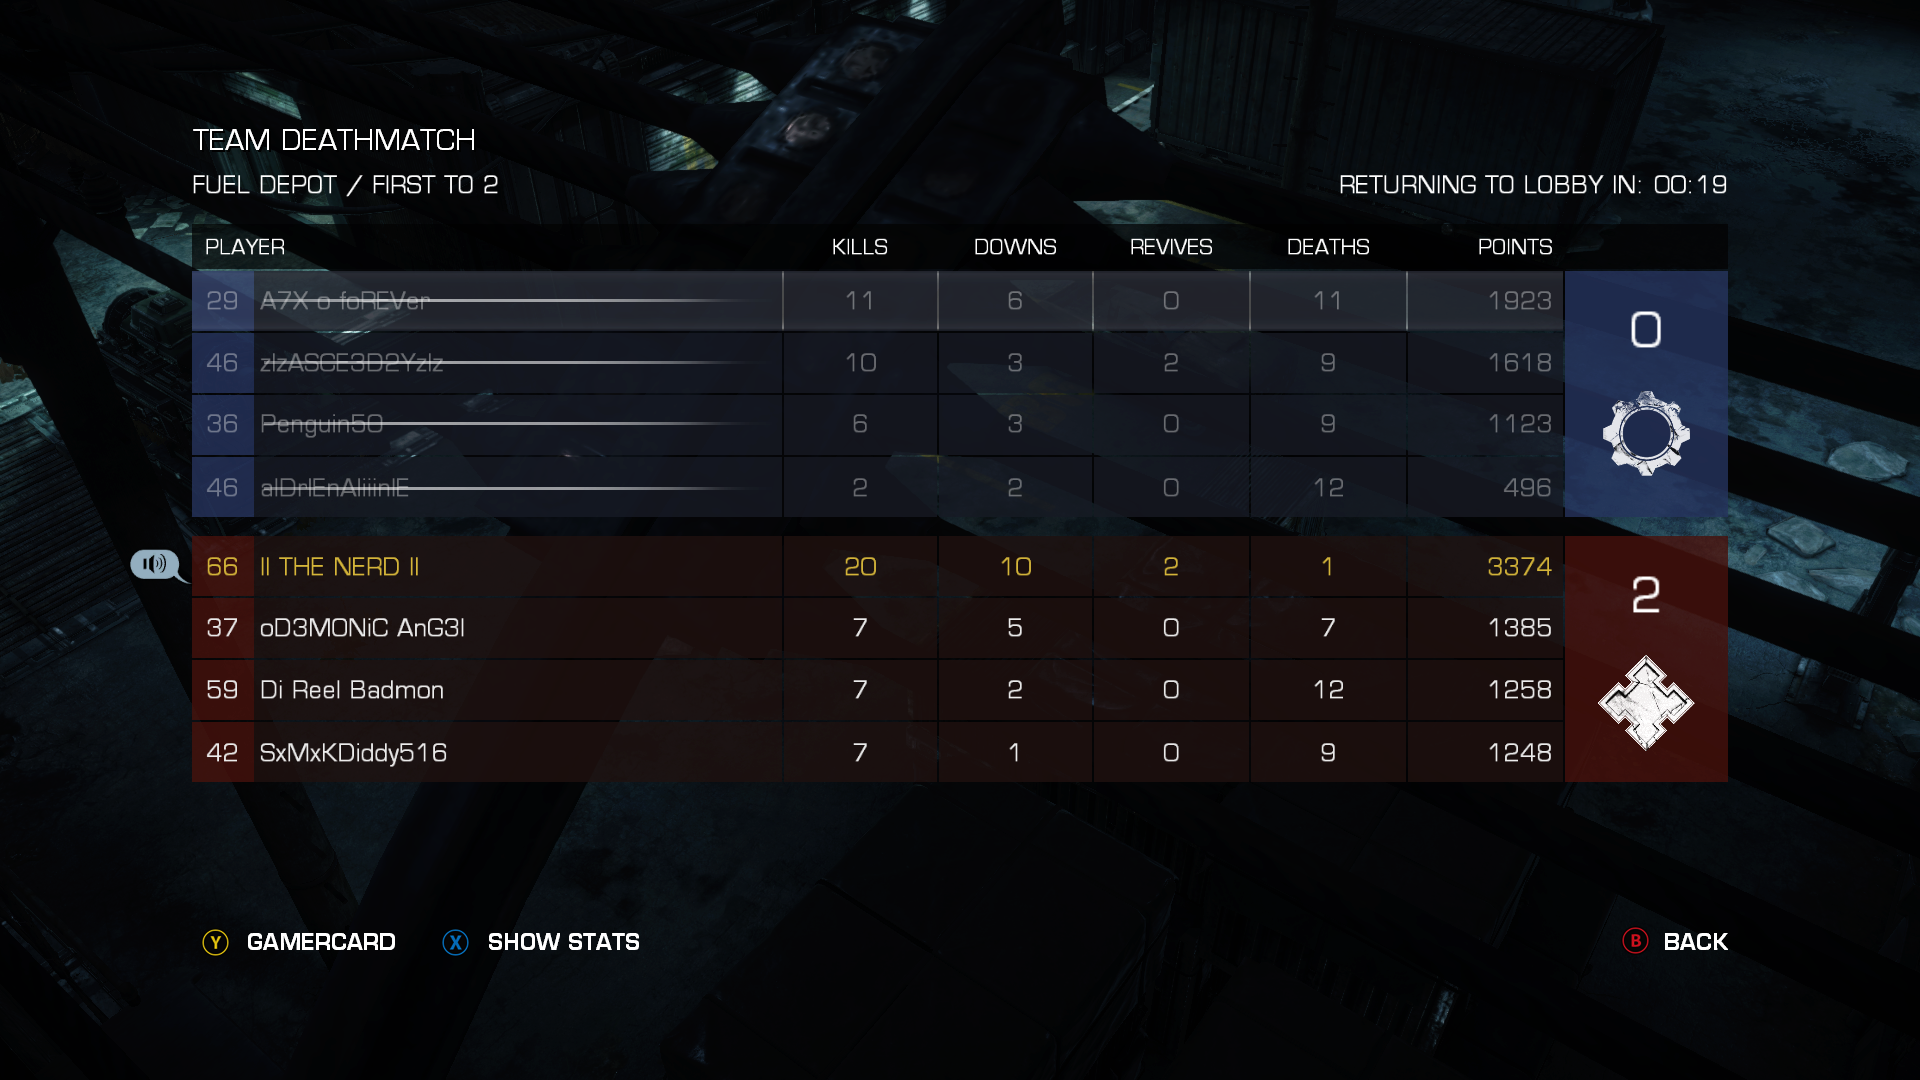 TEAM DEATHMATCH
FUEL DEPOT / FIRST TO 2
RETURNING TO LOBBY IN: 00:19
PLAYER KILLS DOWNS REVIVES DEATHS POINTS
29 A7X o foREVer 11 6 0 11 1923
0
46 zIzASCE3D2YzIz 10 3 2 9 1618
36 Penguin50 6 3 0 9 1123
46 aIDrIEnAIiiinIE 2 2 0 12 496
66 II THE NERD II 20 10 2 1 3374
2
37 oD3MONiC AnG3l 7 5 0 7 1385
59 Di Reel Badmon 7 2 0 12 1258
42 SxMxKDiddy516 7 1 0 9 1248
Y GAMERCARD X SHOW STATS B BACK